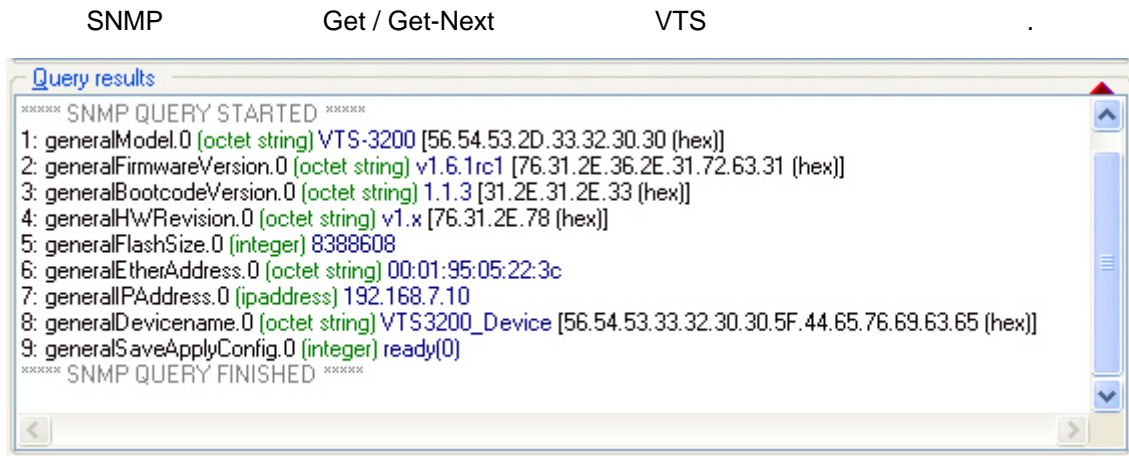 SNMP Get / Get-Next VTS .
Query results
***** SNMP QUERY STARTED *****
1: generalModel.0 (octet string) VTS-3200 [56.54.53.2D.33.32.30.30 (hex)]
2: generalFirmwareVersion.0 (octet string) v1.6.1rc1 [76.31.2E.36.2E.31.72.63.31 (hex)]
3: generalBootcodeVersion.0 (octet string) 1.1.3 [31.2E.31.2E.33 (hex)]
4: generalHWRevision.0 (octet string) v1.x [76.31.2E.78 (hex)]
5: generalFlashSize.0 (integer) 8388608
6: generalEtherAddress.0 (octet string) 00:01:95:05:22:3c
7: generalIPAddress.0 (ipaddress) 192.168.7.10
8: generalDevicename.0 (octet string) VTS3200_Device [56.54.53.33.32.30.30.5F.44.65.76.69.63.65 (hex)]
9: generalSaveApplyConfig.0 (integer) ready(0)
***** SNMP QUERY FINISHED *****